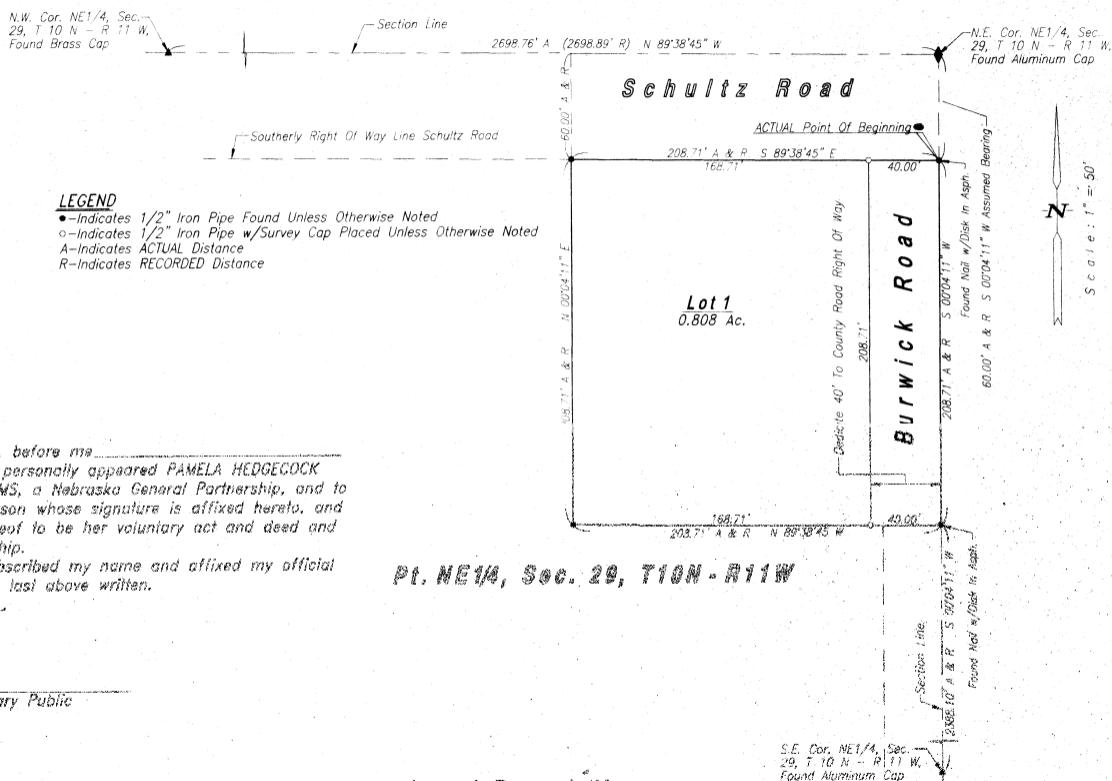 N.W. Cor. NE1/4, Sec.
29, T 10 N - R 11 W,
Found Brass Cap
Section Line
2698.76' A (2698.89' R) N 89°38'45" W
N.E. Cor. NE1/4, Sec.
29, T 10 N - R 11 W,
Found Aluminum Cap
60.00' A & R
Schultz Road
Southerly Right Of Way Line Schultz Road
ACTUAL Point Of Beginning
208.71' A & R S 89°38'45" E
168.71'
40.00'
Found Nail w/Disk In Asph.
60.00' A & R S 00°04'11" W Assumed Bearing
N
Scale: 1" = 50'
LEGEND
●-Indicates 1/2" Iron Pipe Found Unless Otherwise Noted
○-Indicates 1/2" Iron Pipe w/Survey Cap Placed Unless Otherwise Noted
A-Indicates ACTUAL Distance
R-Indicates RECORDED Distance
208.71' A & R N 00°04'11" E
Lot 1
0.808 Ac.
Dedicate 40' To County Road Right Of Way
208.71'
Burwick Road
208.71' A & R S 00°04'11" W
before me
personally appeared PAMELA HEDGECOCK
MS, a Nebraska General Partnership, and to
son whose signature is affixed hereto, and
eof to be her voluntary act and deed and
hip.
bscribed my name and affixed my official
last above written.
ary Public
168.71'
40.00'
208.71' A & R N 89°38'45 W
Pt. NE1/4, Sec. 29, T10N - R11W
Section Line
2388.10' A & R S 00°04'11" W
Found Nail w/Disk In Asph.
S.E. Cor. NE1/4, Sec.
29, T 10 N - R 11 W,
Found Aluminum Cap